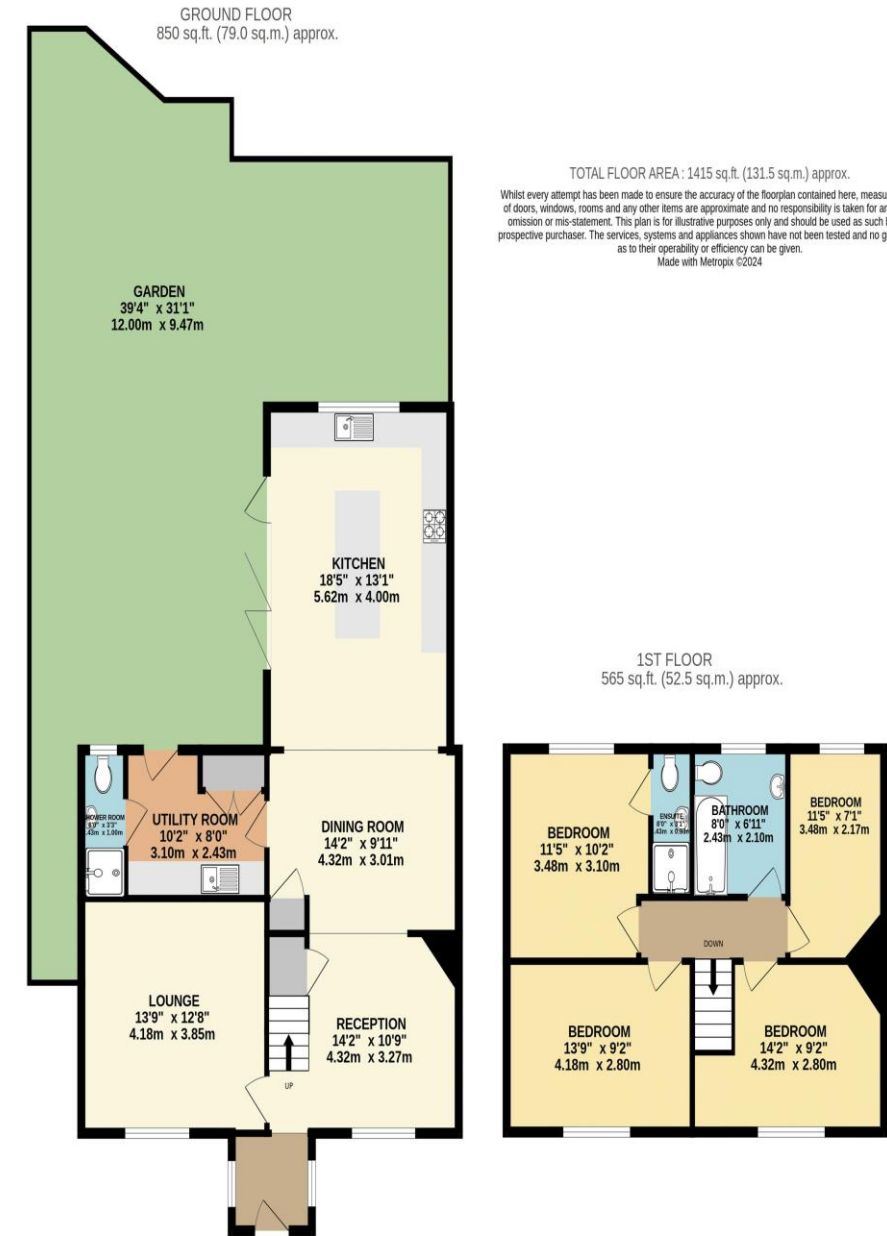 GROUND FLOOR
850 sq.ft. (79.0 sq.m.) approx.
TOTAL FLOOR AREA : 1415 sq.ft. (131.5 sq.m.) approx.
Whilst every attempt has been made to ensure the accuracy of the floorplan contained here, measu
of doors, windows, rooms and any other items are approximate and no responsibility is taken for a
omission or mis-statement. This plan is for illustrative purposes only and should be used as such
prospective purchaser. The services, systems and appliances shown have not been tested and no g
as to their operability or efficiency can be given.
Made with Metropix ©2024
GARDEN
39'4" x 31'1"
12.00m x 9.47m
KITCHEN
18'5" x 13'1"
5.62m x 4.00m
SHOWER ROOM
8'0" x 3'3"
2.43m x 1.00m
UTILITY ROOM
10'2" x 8'0"
3.10m x 2.43m
DINING ROOM
14'2" x 9'11"
4.32m x 3.01m
LOUNGE
13'9" x 12'8"
4.18m x 3.85m
RECEPTION
14'2" x 10'9"
4.32m x 3.27m
UP
1ST FLOOR
565 sq.ft. (52.5 sq.m.) approx.
BEDROOM
11'5" x 10'2"
3.48m x 3.10m
ENSUITE
BATHROOM
8'0" x 6'11"
2.43m x 2.10m
BEDROOM
11'5" x 7'1"
3.48m x 2.17m
DOWN
BEDROOM
13'9" x 9'2"
4.18m x 2.80m
BEDROOM
14'2" x 9'2"
4.32m x 2.80m